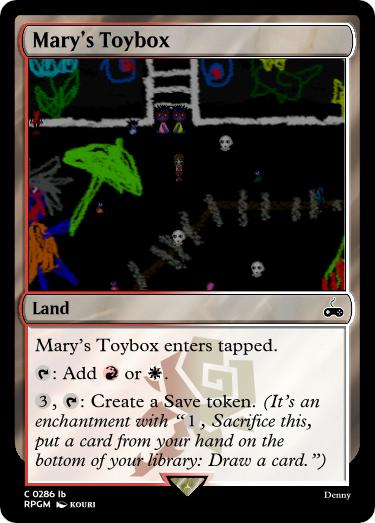 Mary's Toybox
Land
Mary's Toybox enters tapped.
: Add or .
3, : Create a Save token. (It's an
enchantment with "1, Sacrifice this,
put a card from your hand on the
bottom of your library: Draw a card.")
C 0286 Ib
RPGM KOURI
Denny